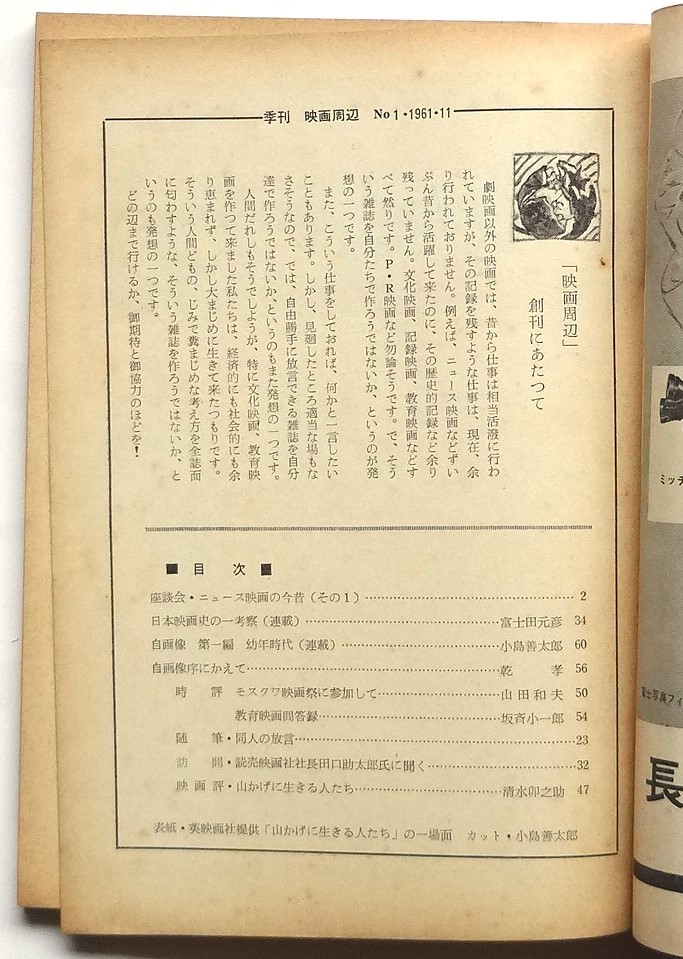 季刊 映画周辺 No1・1961・11
「映画周辺」
創刊にあたつて
劇映画以外の映画では、昔から仕事は相当活潑に行わ
れていますが、その記録を残すような仕事は、現在、余
り行われておりません。例えば、ニュース映画などずい
ぶん昔から活躍して来たのに、その歴史的記録など余り
残っていません。文化映画、記録映画、教育映画などす
べて然りです。P・R映画など勿論そうです。で、そう
いう雑誌を自分たちで作ろうではないか、というのが発
想の一つです。
また、こういう仕事をしておれば、何かと一言したい
こともあります。しかし、見廻したところ適当な場もな
さそうなので、では、自由勝手に放言できる雑誌を自分
達で作ろうではないか、というのもまた発想の一つです。
人間だれしもそうでしようが、特に文化映画、教育映
画を作つて来ました私たちは、経済的にも社会的にも余
り恵まれず、しかし大まじめに生きて来たつもりです。
そういう人間どもの、じみで糞まじめな考え方を全誌面
に匂わすような、そういう雑誌を作ろうではないか、と
いうのも発想の一つです。
どの辺まで行けるか、御期待と御協力のほどを!
■目 次■
座談会・ニュース映画の今昔(その1)…………2
日本映画史の一考察(連載)…………富士田元彦 34
自画像 第一編 幼年時代(連載)…………小島善太郎 60
自画像序にかえて…………乾 孝 56
時 評 モスクワ映画祭に参加して…………山田和夫 50
教育映画問答録…………坂斉小一郎 54
随 筆・同人の放言…………23
訪 問・読売映画社社長田口助太郎氏に聞く…………32
映画評・山かげに生きる人たち…………清水卯之助 47
表紙・英映画社提供「山かげに生きる人たち」の一場面 カット・小島善太郎
ミッチ
富士写真フイ
長